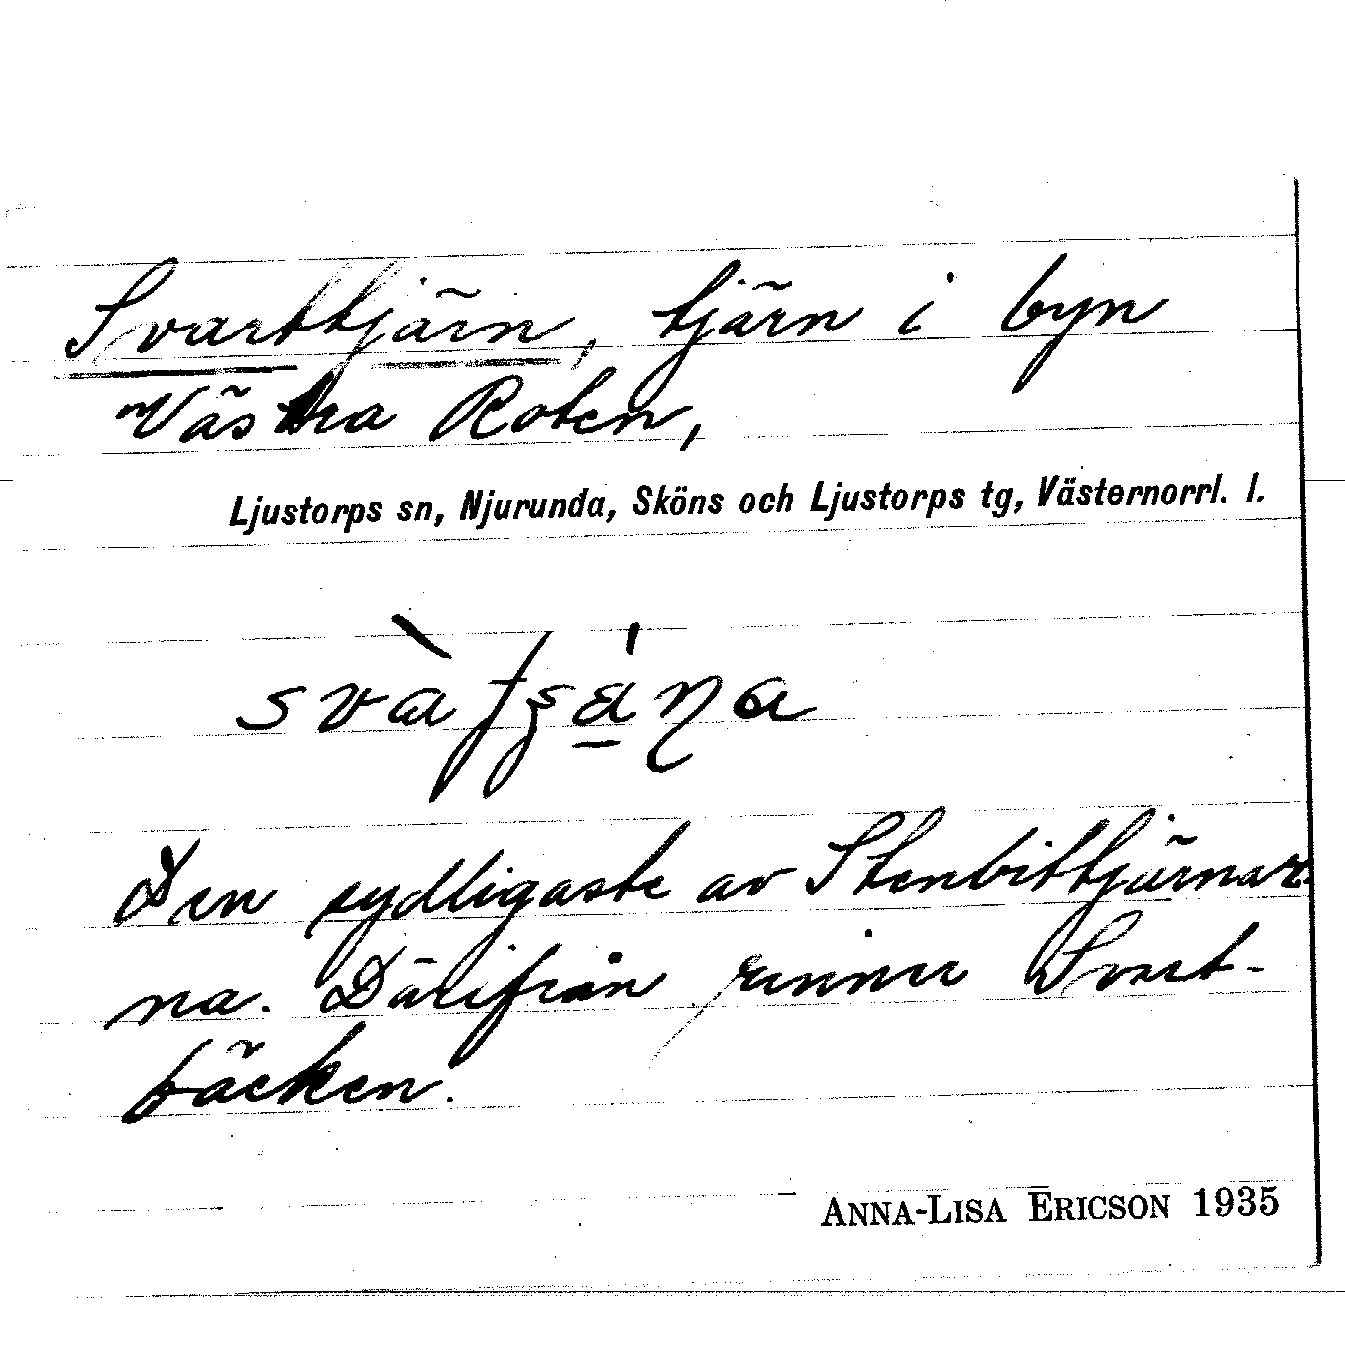 Svarttjärn, tjärn i byn
Västra Roten,
Ljustorps sn, Njurunda, Sköns och Ljustorps tg, Västernorrl. l.
Den sydligaste av Stenbittjärnar-
na. Därifrån rinner Svart-
bäcken.
ANNA-LISA ERICSON 1935